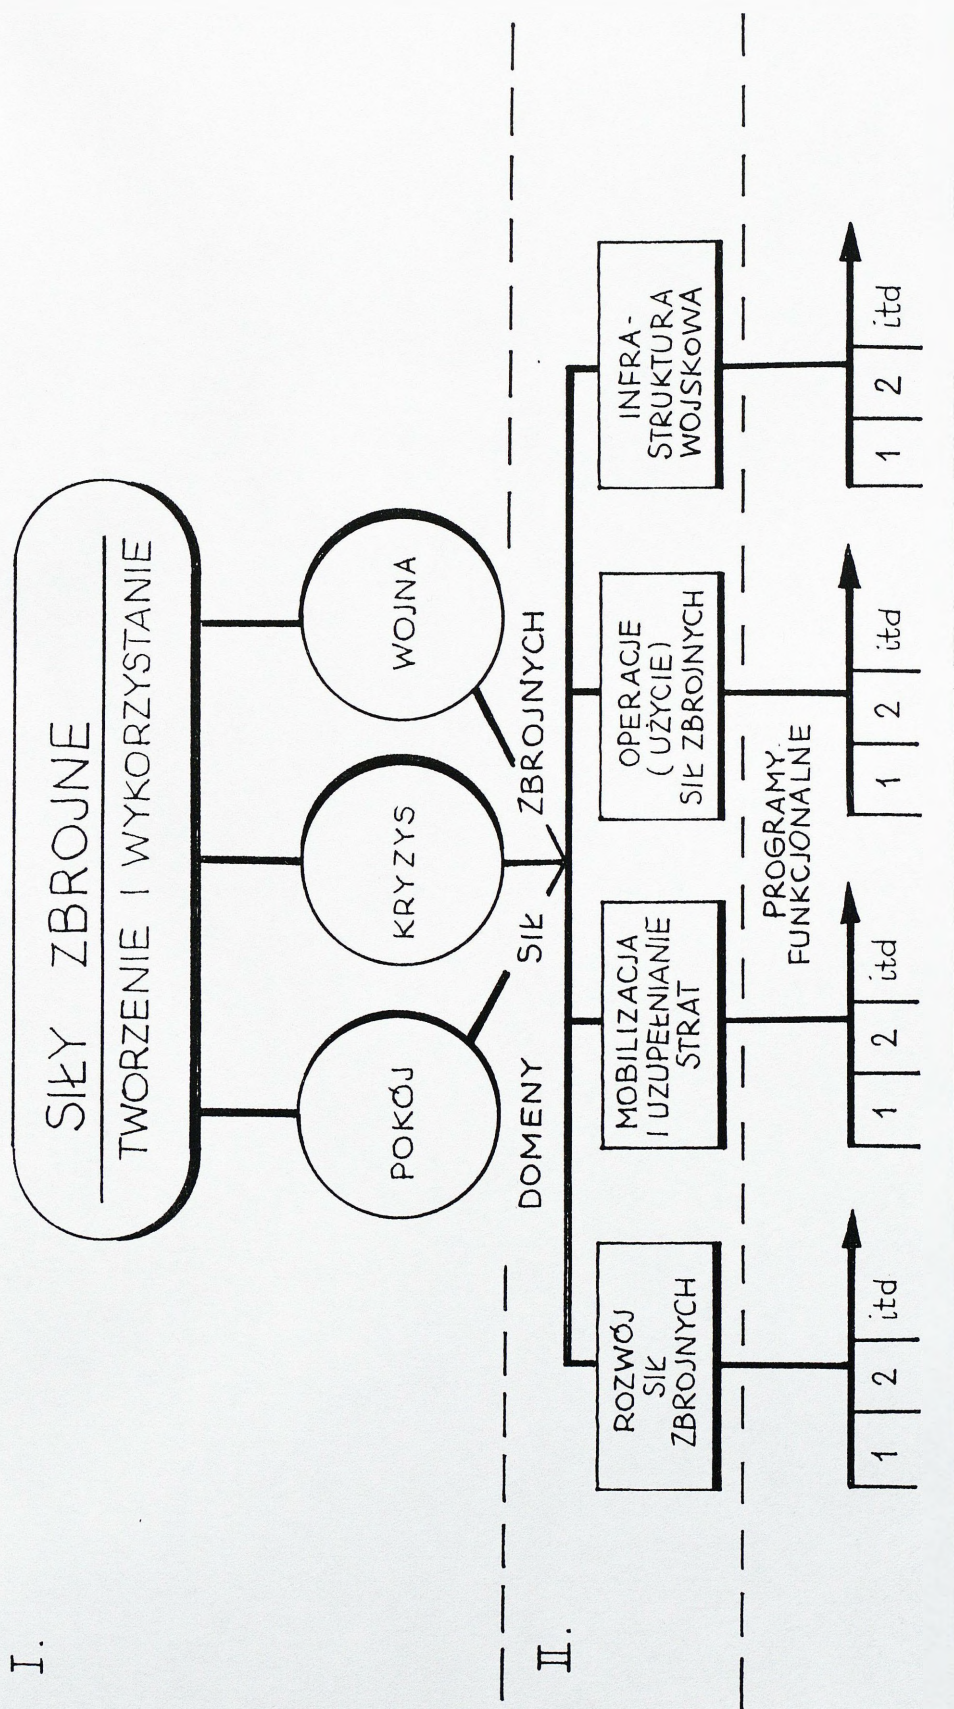 I.
SIŁY ZBROJNE
TWORZENIE I WYKORZYSTANIE
POKÓJ
KRYZYS
WOJNA
II.
DOMENY SIŁ ZBROJNYCH
ROZWÓJ
SIŁ
ZBROJNYCH
MOBILIZACJA
I UZUPEŁNIANIE
STRAT
OPERACJE
( UŻYCIE)
SIŁ ZBROJNYCH
INFRA-
STRUKTURA
WOJSKOWA
PROGRAMY
FUNKCJONALNE
1 2 itd
1 2 itd
1 2 itd
1 2 itd